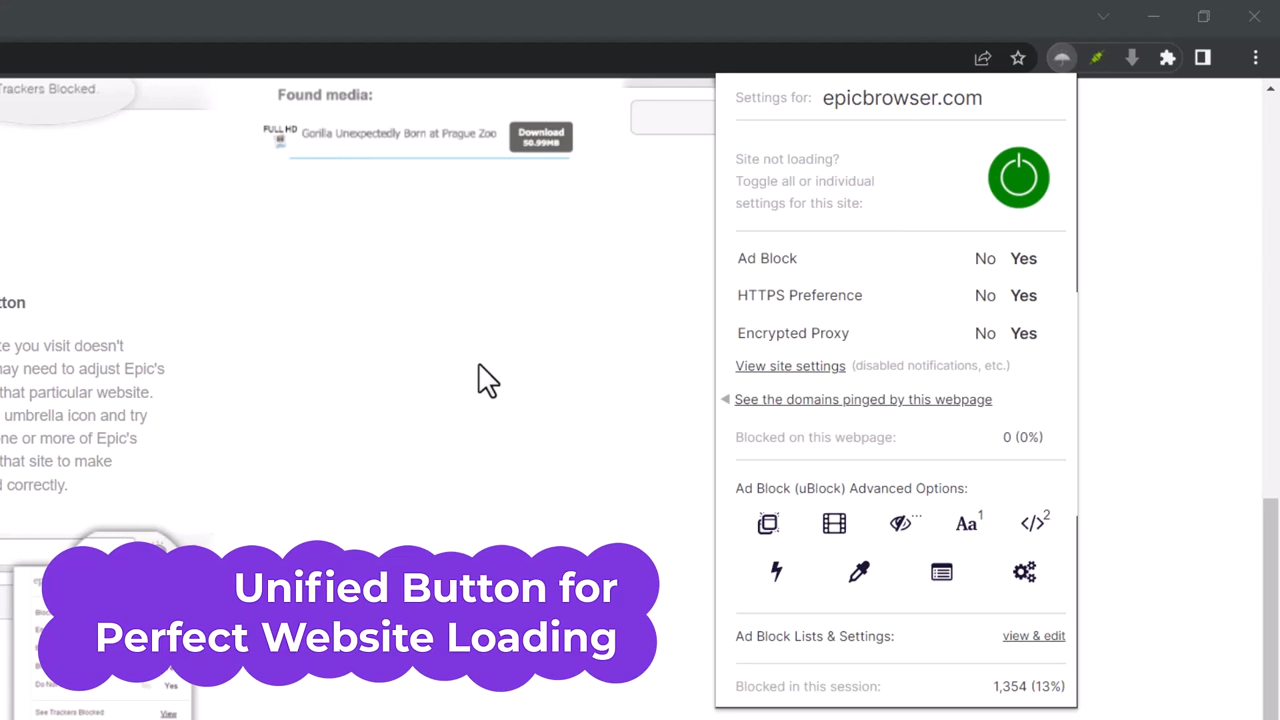 Trackers Blocked.
Found media:
FULL HD
Gorilla Unexpectedly Born at Prague Zoo
Download
50.99MB
tton
te you visit doesn't
may need to adjust Epic's
that particular website.
umbrella icon and try
one or more of Epic's
that site to make
d correctly.
Settings for: epicbrowser.com
Site not loading?
Toggle all or individual
settings for this site:
Ad Block No Yes
HTTPS Preference No Yes
Encrypted Proxy No Yes
View site settings (disabled notifications, etc.)
See the domains pinged by this webpage
Blocked on this webpage: 0 (0%)
Ad Block (uBlock) Advanced Options:
Aa 1
</> 2
Ad Block Lists & Settings: view & edit
Blocked in this session: 1,354 (13%)
Unified Button for
Perfect Website Loading
Yes
See Trackers Blocked View